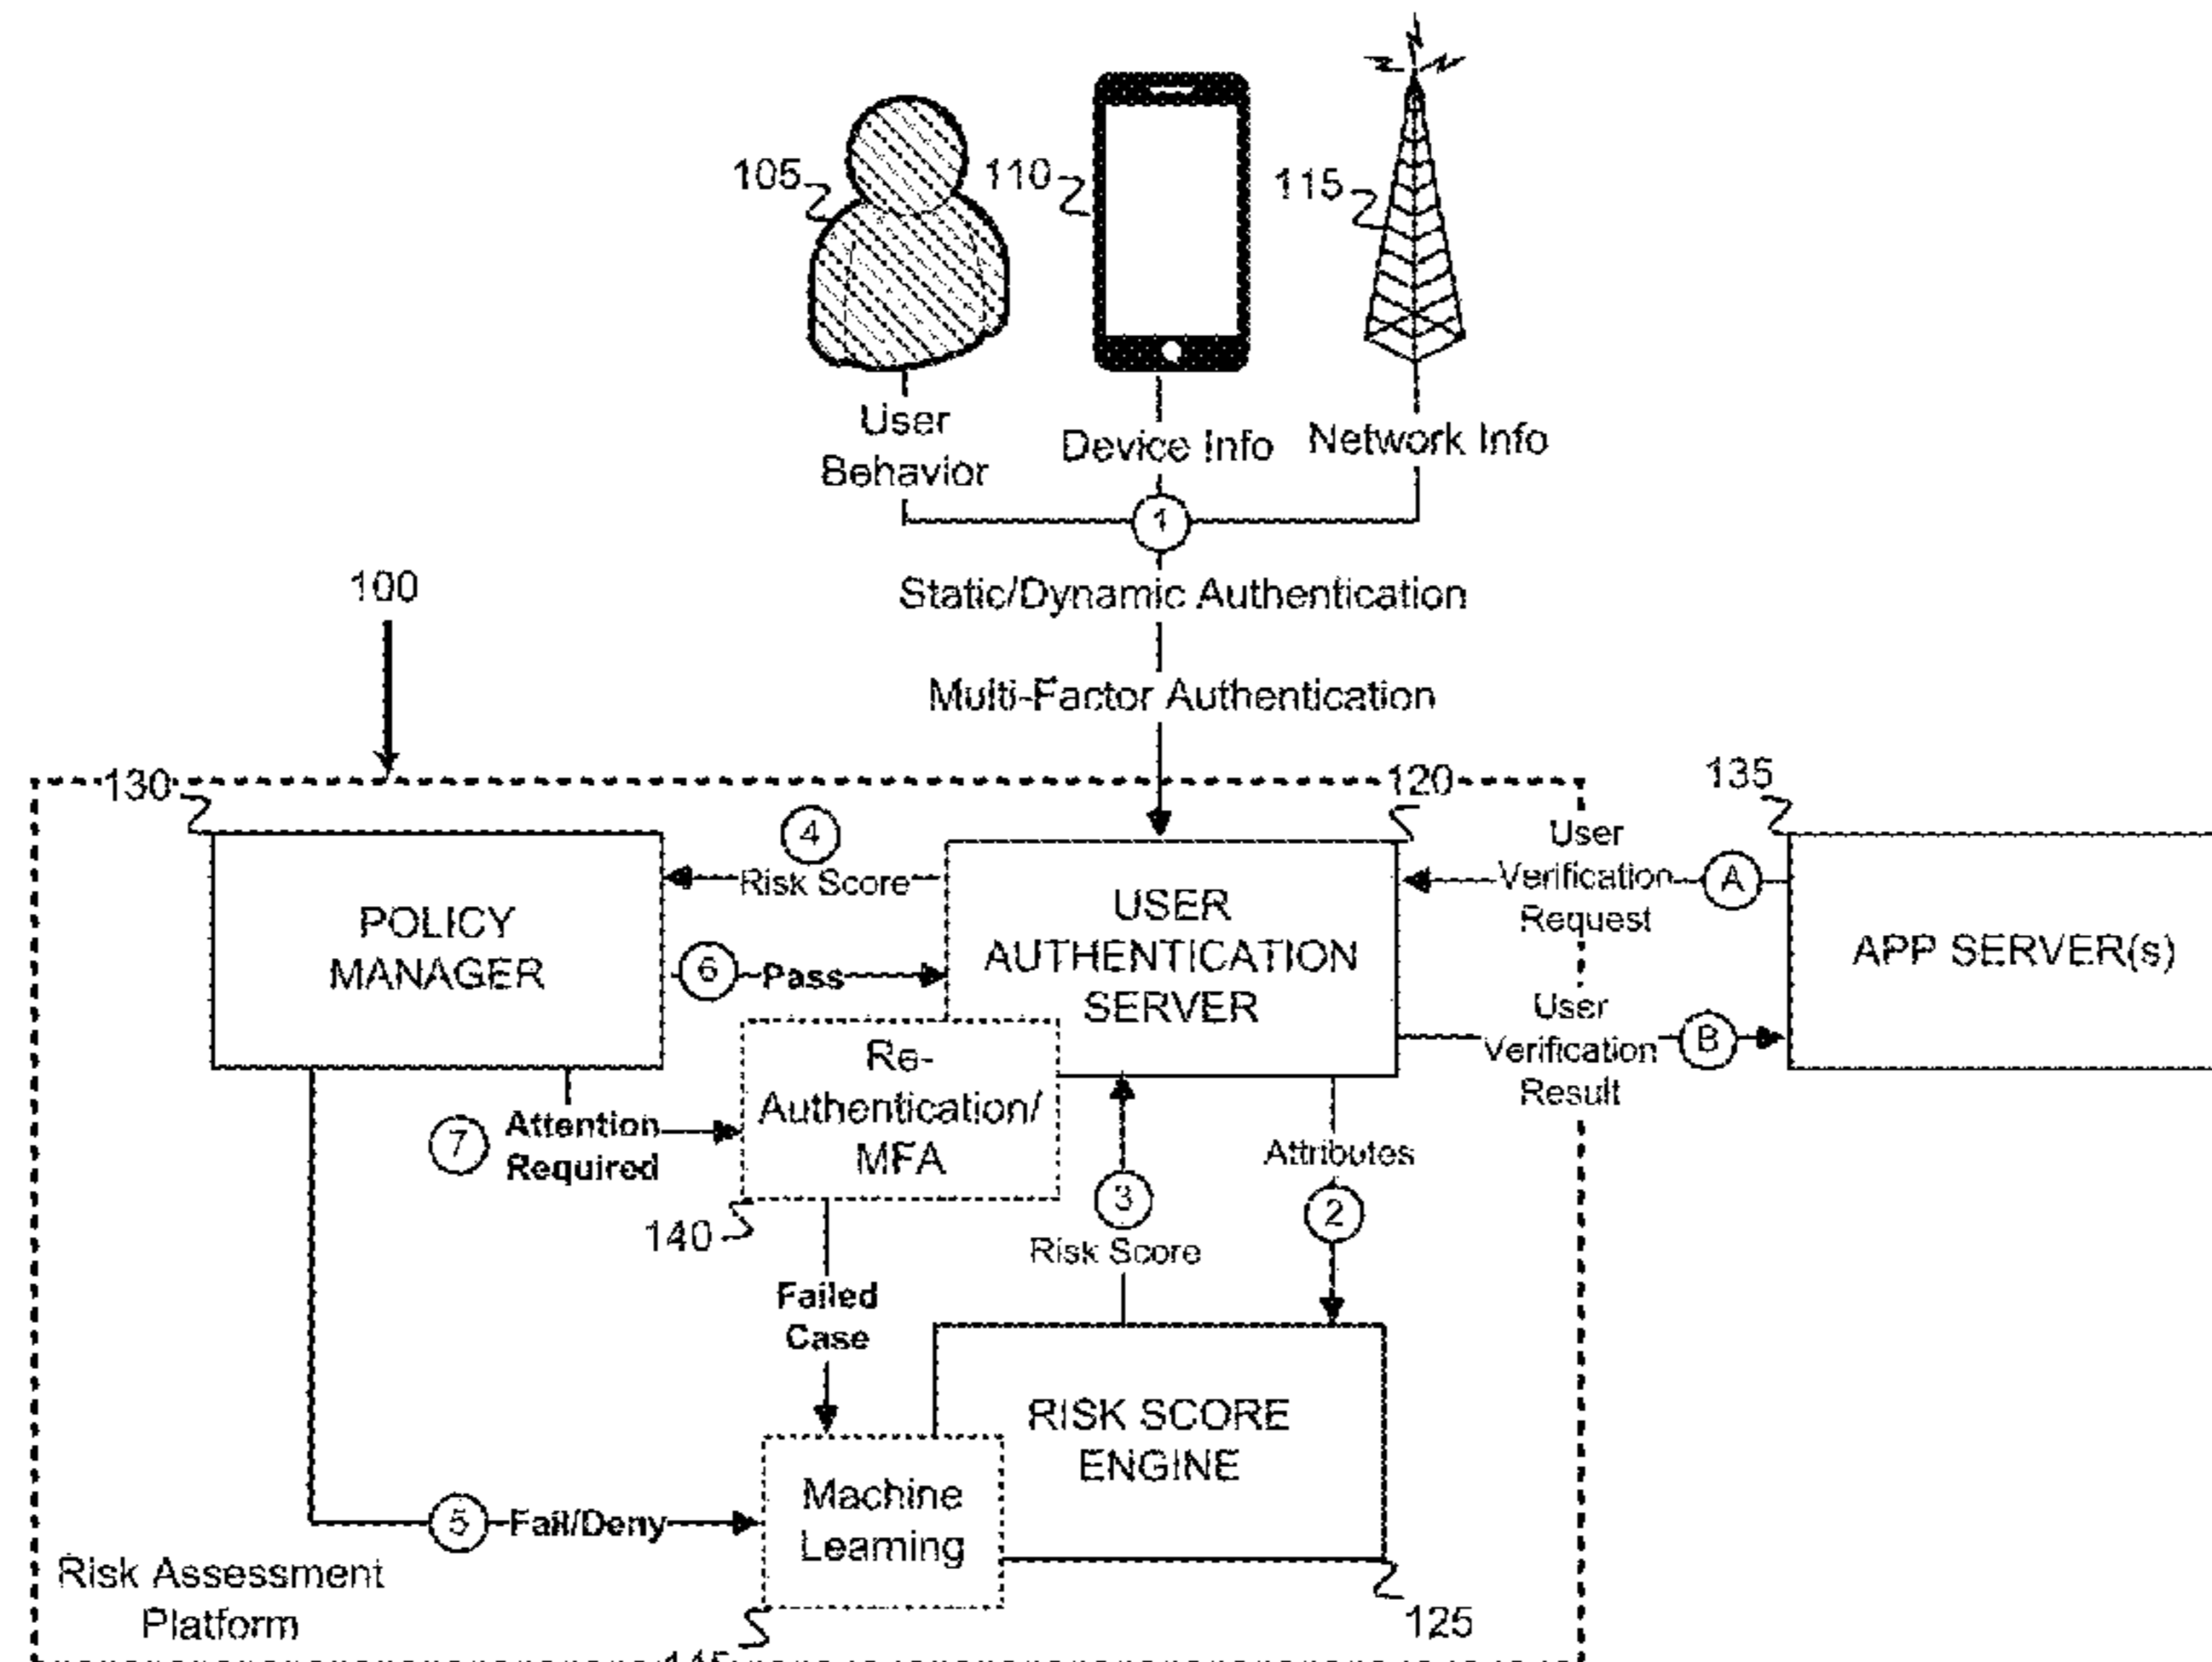 105
110
115
User
Behavior
Device Info
Network Info
1
Static/Dynamic Authentication
Multi-Factor Authentication
100
130
120
135
POLICY
MANAGER
4
Risk Score
6
Pass
USER
AUTHENTICATION
SERVER
User
Verification
Request
A
User
Verification
Result
B
APP SERVER(s)
7
Attention
Required
Re-
Authentication/
MFA
140
3
Risk Score
Attributes
2
Failed
Case
RISK SCORE
ENGINE
5
Fail/Deny
Machine
Learning
125
Risk Assessment
Platform